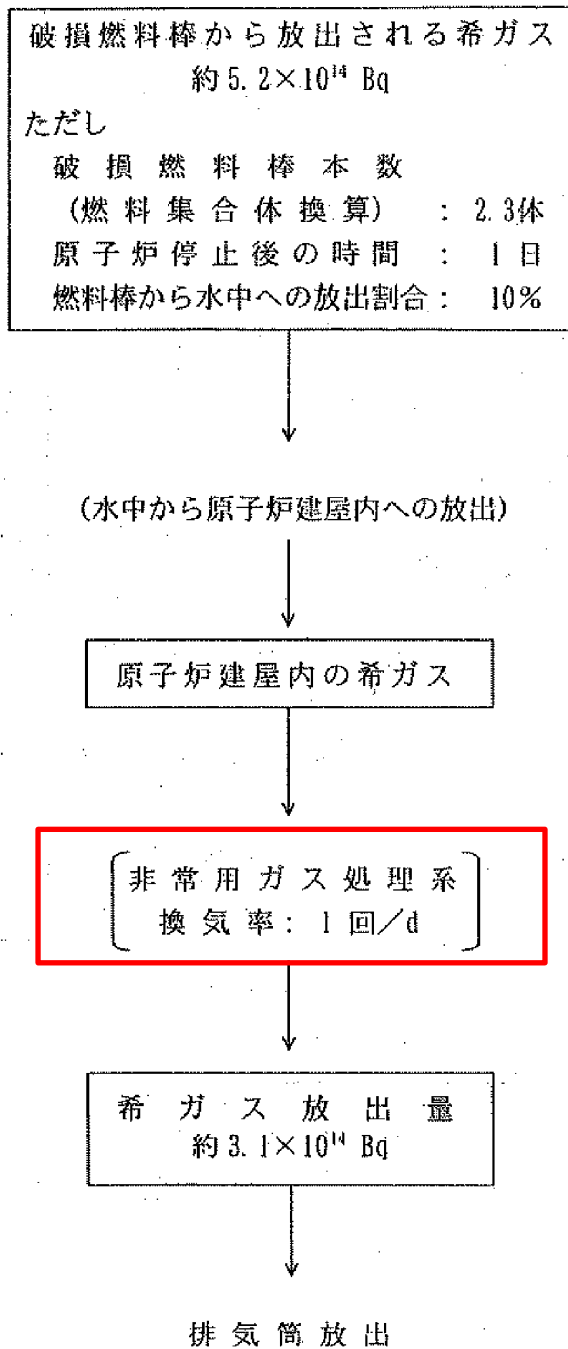 破損燃料棒から放出される希ガス
約5.2×10¹⁴ Bq
ただし
破損燃料棒本数
(燃料集合体換算) : 2.3体
原子炉停止後の時間 : 1日
燃料棒から水中への放出割合: 10%
(水中から原子炉建屋内への放出)
原子炉建屋内の希ガス
非常用ガス処理系
換気率: 1回/d
希ガス放出量
約3.1×10¹⁴ Bq
排気筒放出